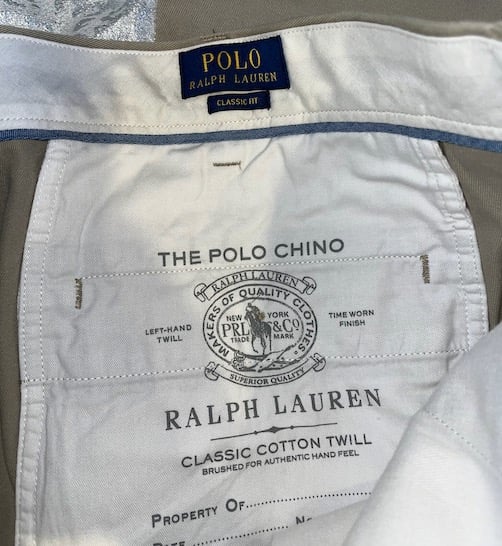 POLO
RALPH LAUREN
CLASSIC FIT
THE POLO CHINO
RALPH LAUREN
MAKERS OF QUALITY CLOTHES
NEW YORK
PRL &Co
TRADE MARK
LEFT-HAND
TWILL
TIME WORN
FINISH
SUPERIOR QUALITY
RALPH LAUREN
CLASSIC COTTON TWILL
BRUSHED FOR AUTHENTIC HAND FEEL
PROPERTY OF